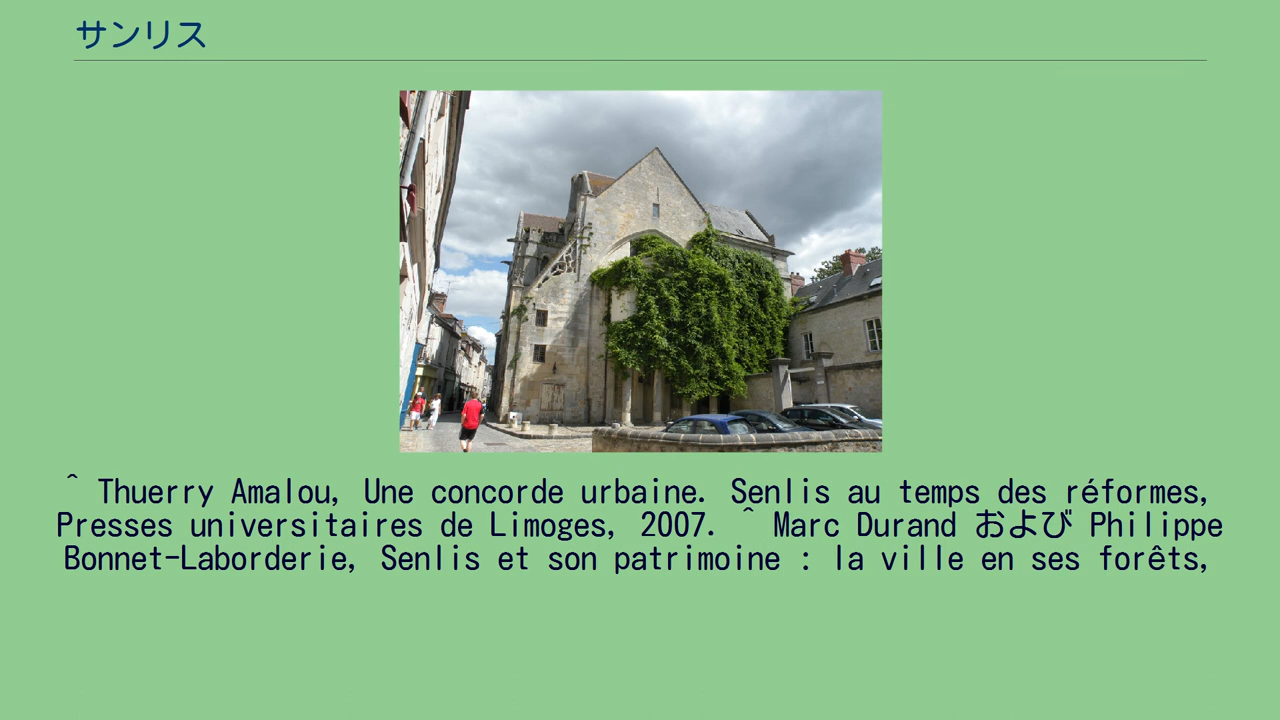 サンリス
^ Thuerry Amalou, Une concorde urbaine. Senlis au temps des réformes,
Presses universitaires de Limoges, 2007. ^ Marc Durand および Philippe
Bonnet-Laborderie, Senlis et son patrimoine : la ville en ses forêts,